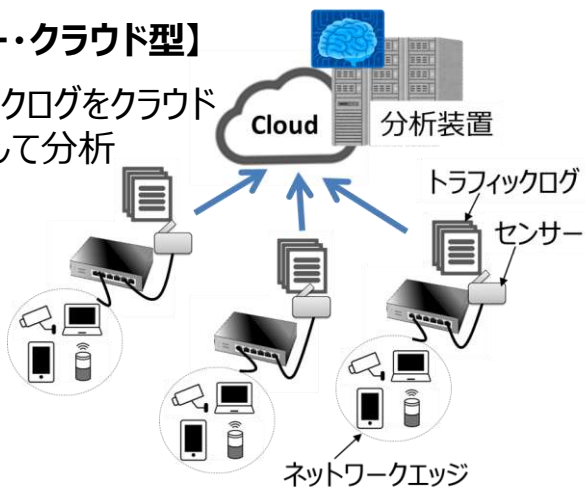 ー・クラウド型】
クログをクラウド
して分析
Cloud
分析装置
トラフィックログ
センサー
ネットワークエッジ